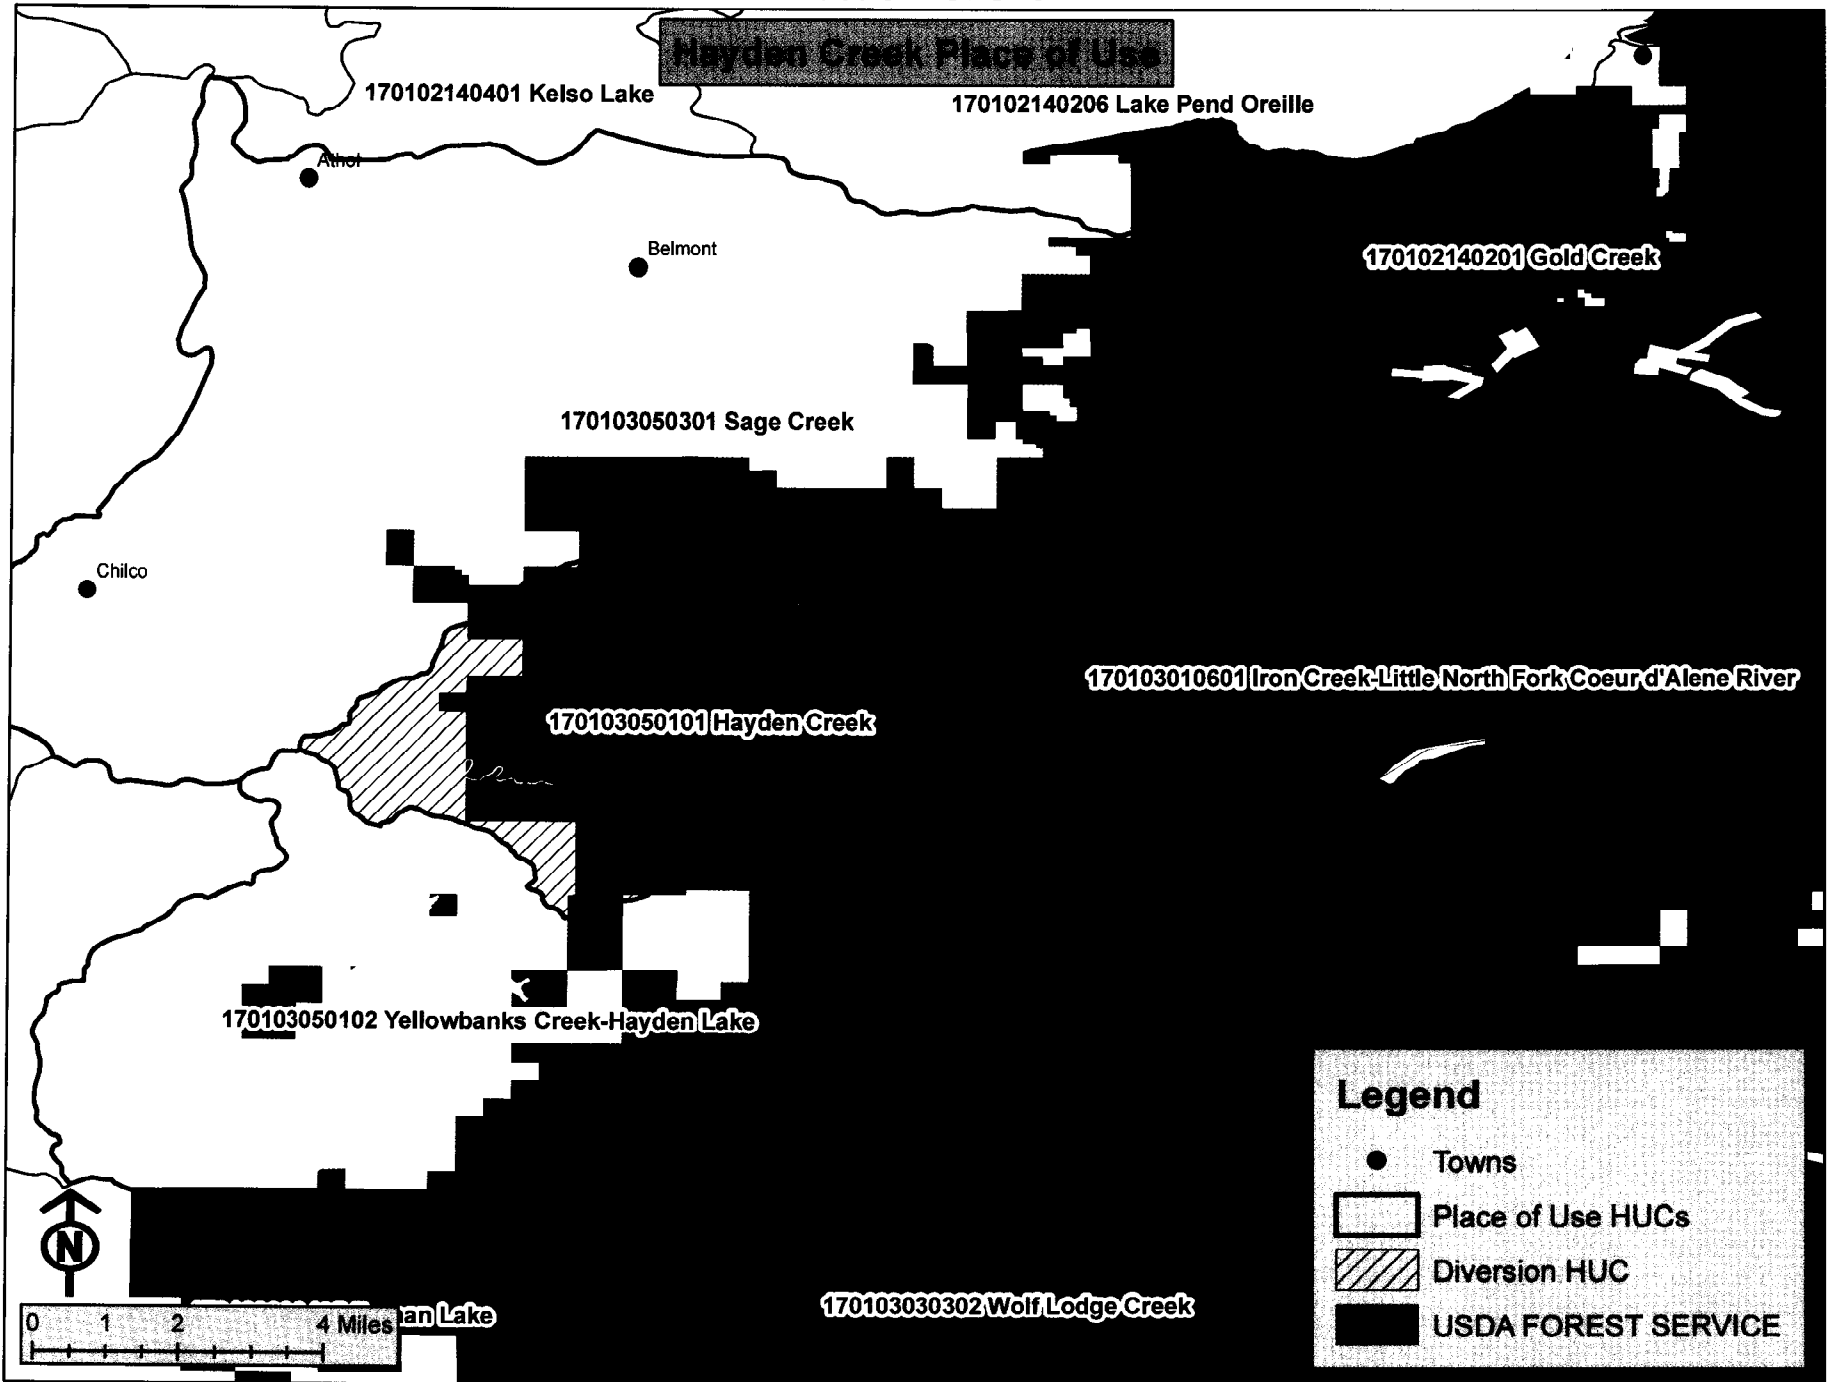 Hayden Creek Place of Use
170102140401 Kelso Lake
170102140206 Lake Pend Oreille
Athol
Belmont
170102140201 Gold Creek
170103050301 Sage Creek
Chilco
170103010601 Iron Creek-Little North Fork Coeur d'Alene River
170103050101 Hayden Creek
170103050102 Yellowbanks Creek-Hayden Lake
Legend
Towns
Place of Use HUCs
Diversion HUC
USDA FOREST SERVICE
N
170103030302 Wolf Lodge Creek
Lake
0 1 2 4 Miles